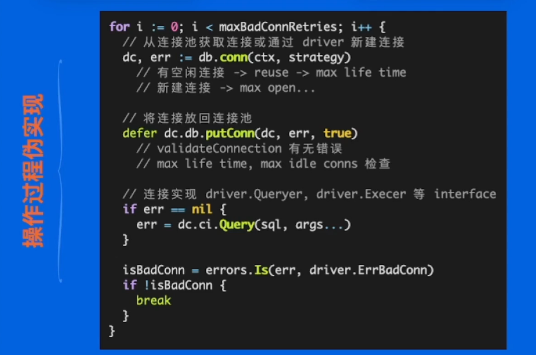 操作过程伪实现
for i := 0; i < maxBadConnRetries; i++ {
  // 从连接池获取连接或通过 driver 新建连接
  dc, err := db.conn(ctx, strategy)
    // 有空闲连接 -> reuse -> max life time
    // 新建连接 -> max open...

  // 将连接放回连接池
  defer dc.db.putConn(dc, err, true)
    // validateConnection 有无错误
    // max life time, max idle conns 检查

  // 连接实现 driver.Queryer, driver.Execer 等 interface
  if err == nil {
    err = dc.ci.Query(sql, args...)
  }

  isBadConn = errors.Is(err, driver.ErrBadConn)
  if !isBadConn {
    break
  }
}